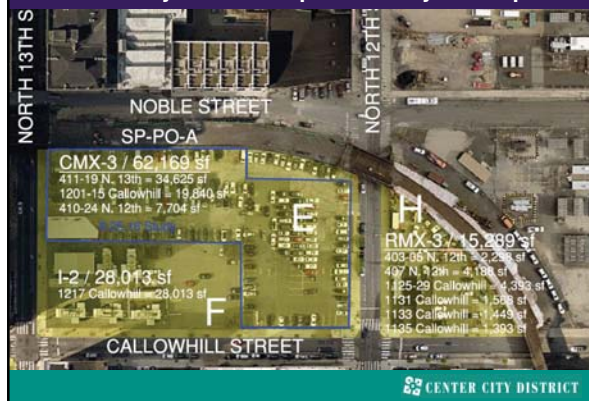 NORTH 13TH S
NORTH 12TH
NOBLE STREET
SP-PO-A
CMX-3 / 62,169 sf
411-19 N. 13th = 34,625 sf
1201-15 Callowhill = 19,840 sf
410-24 N. 12th = 7,704 sf
E
H
RMX-3 / 15,289 sf
403-05 N. 12th = 2,298 sf
407 N. 12th = 4,188 sf
1125-29 Callowhill = 4,393 sf
1131 Callowhill = 1,568 sf
1133 Callowhill = 1,449 sf
1135 Callowhill = 1,393 sf
I-2 / 28,013 sf
1217 Callowhill = 28,013 sf
F
CALLOWHILL STREET
CENTER CITY DISTRICT